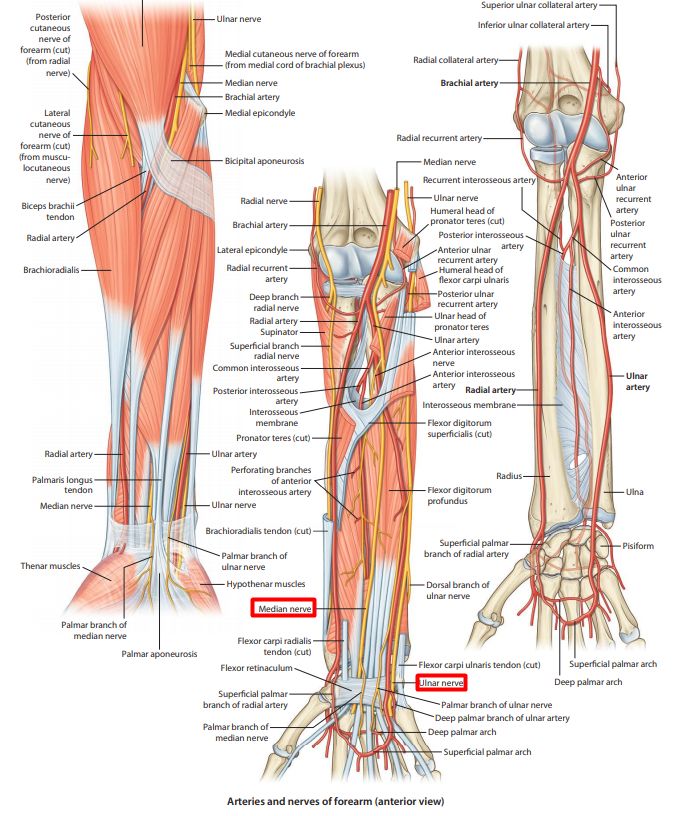 Posterior
cutaneous
nerve of
forearm (cut)
(from radial
nerve)
Lateral
cutaneous
nerve of
forearm (cut)
(from muscu-
locutaneous
nerve)
Biceps brachii
tendon
Radial artery
Brachioradialis
Radial artery
Palmaris longus
tendon
Median nerve
Thenar muscles
Palmar branch of
median nerve
Ulnar nerve
Medial cutaneous nerve of forearm
(from medial cord of brachial plexus)
Median nerve
Brachial artery
Medial epicondyle
Bicipital aponeurosis
Ulnar artery
Ulnar nerve
Palmar branch of
ulnar nerve
Hypothenar muscles
Palmar aponeurosis
Radial nerve
Brachial artery
Lateral epicondyle
Radial recurrent
artery
Deep branch
radial nerve
Radial artery
Supinator
Superficial branch
radial nerve
Common interosseous
artery
Posterior interosseous
artery
Interosseous
membrane
Pronator teres (cut)
Perforating branches
of anterior
interosseous artery
Brachioradialis tendon (cut)
Median nerve
Flexor carpi radialis
tendon (cut)
Flexor retinaculum
Superficial palmar
branch of radial artery
Palmar branch of
median nerve
Median nerve
Ulnar nerve
Humeral head of
pronator teres (cut)
Anterior ulnar
recurrent artery
Humeral head of
flexor carpi ulnaris
Posterior ulnar
recurrent artery
Ulnar head of
pronator teres
Ulnar artery
Anterior interosseous
nerve
Anterior interosseous
artery
Flexor digitorum
superficialis (cut)
Flexor digitorum
profundus
Dorsal branch of
ulnar nerve
Flexor carpi ulnaris tendon (cut)
Ulnar nerve
Palmar branch of ulnar nerve
Deep palmar branch of ulnar artery
Deep palmar arch
Superficial palmar arch
Superior ulnar collateral artery
Inferior ulnar collateral artery
Radial collateral artery
Brachial artery
Radial recurrent artery
Recurrent interosseous artery
Posterior interosseous
artery
Radial artery
Interosseous membrane
Radius
Superficial palmar
branch of radial artery
Anterior
ulnar
recurrent
artery
Posterior
ulnar
recurrent
artery
Common
interosseous
artery
Anterior
interosseous
artery
Ulnar
artery
Ulna
Pisiform
Superficial palmar arch
Deep palmar arch
Arteries and nerves of forearm (anterior view)